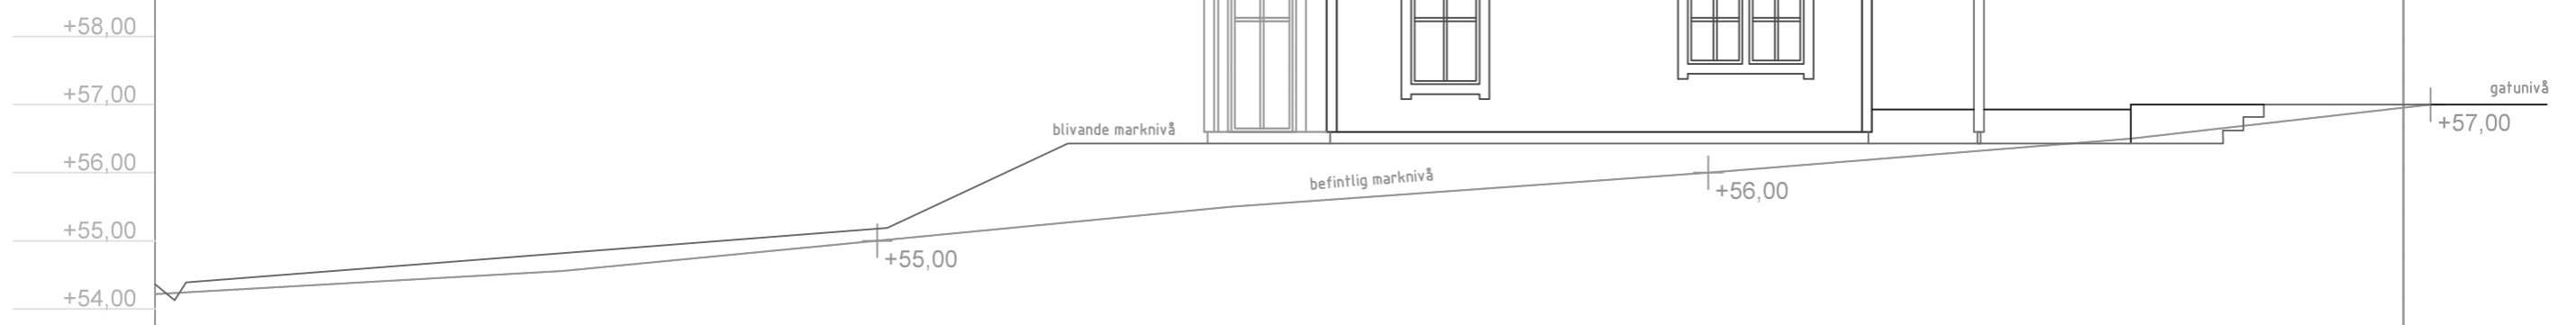 +58,00
+57,00
gatunivå
+57,00
blivande marknivå
+56,00
befintlig marknivå
+56,00
+55,00
+55,00
+54,00